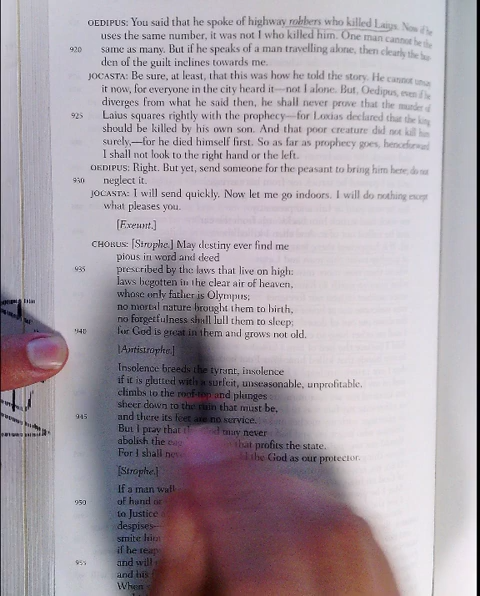 OEDIPUS: You said that he spoke of highway robbers who killed Laius. Now if he
uses the same number, it was not I who killed him. One man cannot be the
920 same as many. But if he speaks of a man travelling alone, then clearly the bur-
den of the guilt inclines towards me.
JOCASTA: Be sure, at least, that this was how he told the story. He cannot unsay
it now, for everyone in the city heard it—not I alone. But, Oedipus, even if he
diverges from what he said then, he shall never prove that the murder of
925 Laius squares rightly with the prophecy—for Loxias declared that the king
should be killed by his own son. And that poor creature did not kill him
surely,—for he died himself first. So as far as prophecy goes, henceforward
I shall not look to the right hand or the left.
OEDIPUS: Right. But yet, send someone for the peasant to bring him here; do not
930 neglect it.
JOCASTA: I will send quickly. Now let me go indoors. I will do nothing except
what pleases you.
[Exeunt.]
CHORUS: [Strophe.] May destiny ever find me
pious in word and deed
935 prescribed by the laws that live on high:
laws begotten in the clear air of heaven,
whose only father is Olympus;
no mortal nature brought them to birth,
no forgetfulness shall lull them to sleep;
940 for God is great in them and grows not old.
[Antistrophe.]
Insolence breeds the tyrant, insolence
if it is glutted with a surfeit, unseasonable, unprofitable,
climbs to the roof-top and plunges
sheer down to the ruin that must be,
945 and there its feet are no service.
But I pray that the God may never
abolish the that profits the state.
For I shall the God as our protector.
[Strophe.]
If a man
950 of hand or
to Justice
despises—
smite him
if he reap
955 and will
and his
When